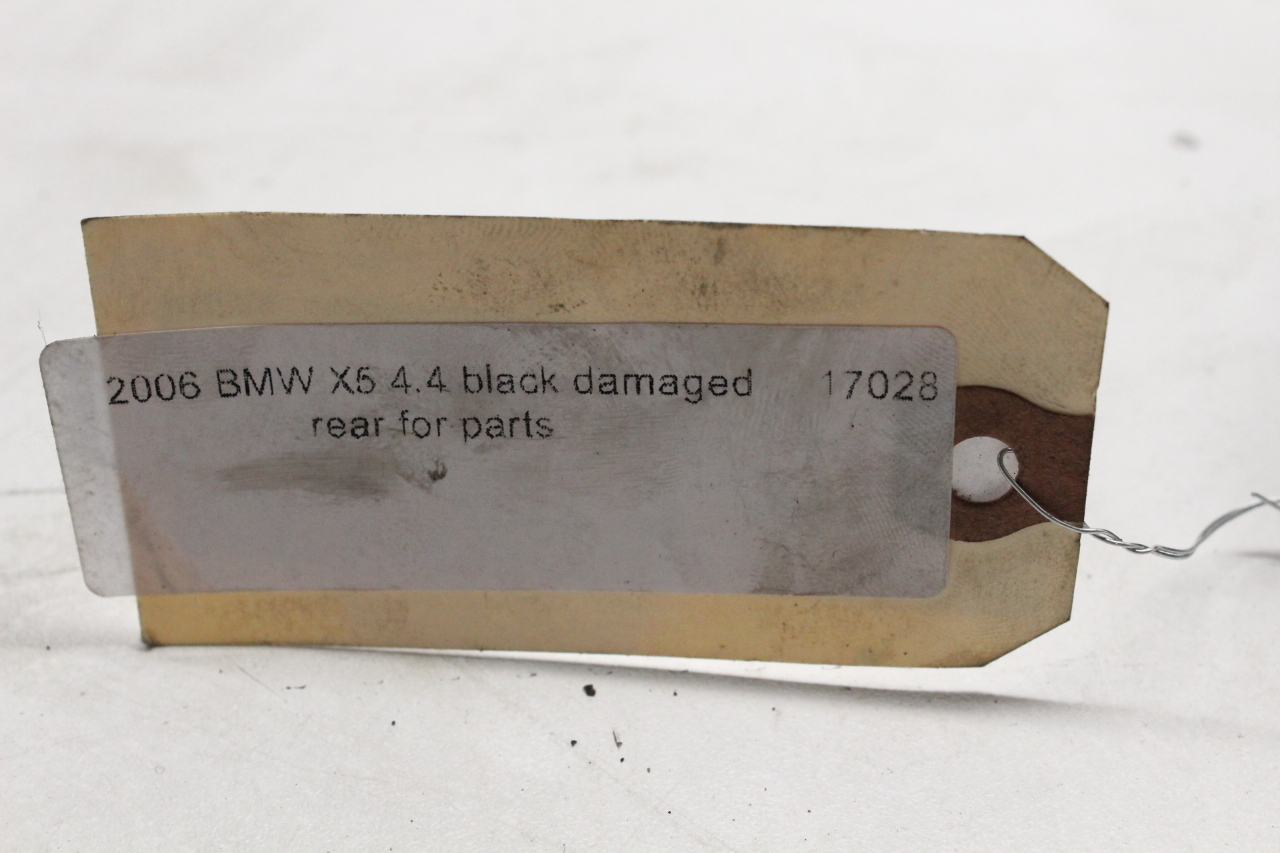 2006 BMW X5 4.4 black damaged 17028
rear for parts